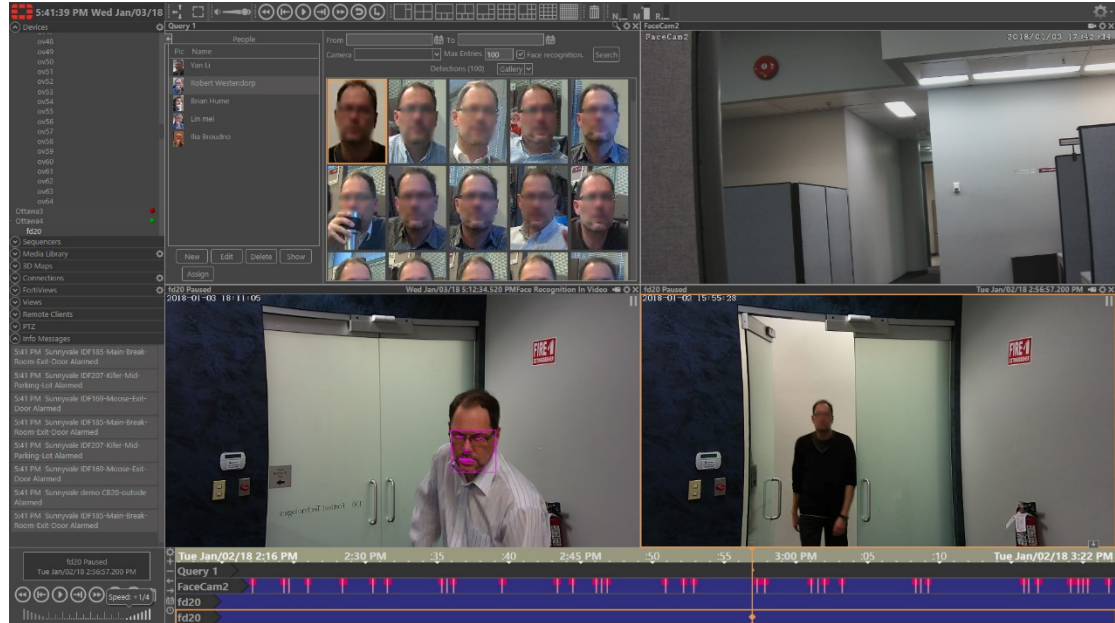 5:41:39 PM Wed Jan/03/18
N
M
R
Devices
ov48
ov49
ov50
ov51
ov52
ov53
ov54
ov55
ov56
ov57
ov58
ov59
ov60
ov61
ov62
ov63
ov64
Ottawa3
Ottawa4
fd20
Sequencers
Media Library
3D Maps
Connections
FortiViews
Views
Remote Clients
PTZ
Info Messages
5:41 PM Sunnyvale IDF185-Main-Break-
Room-Exit-Door Alarmed
5:41 PM Sunnyvale IDF207-Killer-Mid-
Parking-Lot Alarmed
5:41 PM Sunnyvale IDF169-Moose-Exit-
Door Alarmed
5:41 PM Sunnyvale IDF185-Main-Break-
Room-Exit-Door Alarmed
5:41 PM Sunnyvale IDF207-Killer-Mid-
Parking-Lot Alarmed
5:41 PM Sunnyvale IDF169-Moose-Exit-
Door Alarmed
5:41 PM Sunnyvale demo CB20-outside
Alarmed
5:41 PM Sunnyvale IDF185-Main-Break-
Room-Exit-Door Alarmed
Query 1
People
Pic Name
Yen Li
Robert Westendorp
Brian Hume
Lin mei
Ilia Broudno
New Edit Delete Show
Assign
From To
Camera Max Entries 100 Face recognition. Search
Detections (100) Gallery
FaceCam2
FaceCam2 2018/01/03 17:42:34
fd20 Paused Wed Jan/03/18 5:12:34.520 PM Face Recognition In Video
2018-01-03 18:11:05
FIRE
EXTINGUISHER
fd20 Paused Tue Jan/02/18 2:56:57.200 PM
2018-01-02 15:55:28
FIRE
EXTINGUISHER
fd20 Paused
Tue Jan/02/18 2:56:57.200 PM
Speed: ÷1/4
Tue Jan/02/18 2:16 PM 2:30 PM :35 :40 2:45 PM :50 :55 3:00 PM :05 :10 Tue Jan/02/18 3:22 PM
Query 1
FaceCam2
fd20
fd20